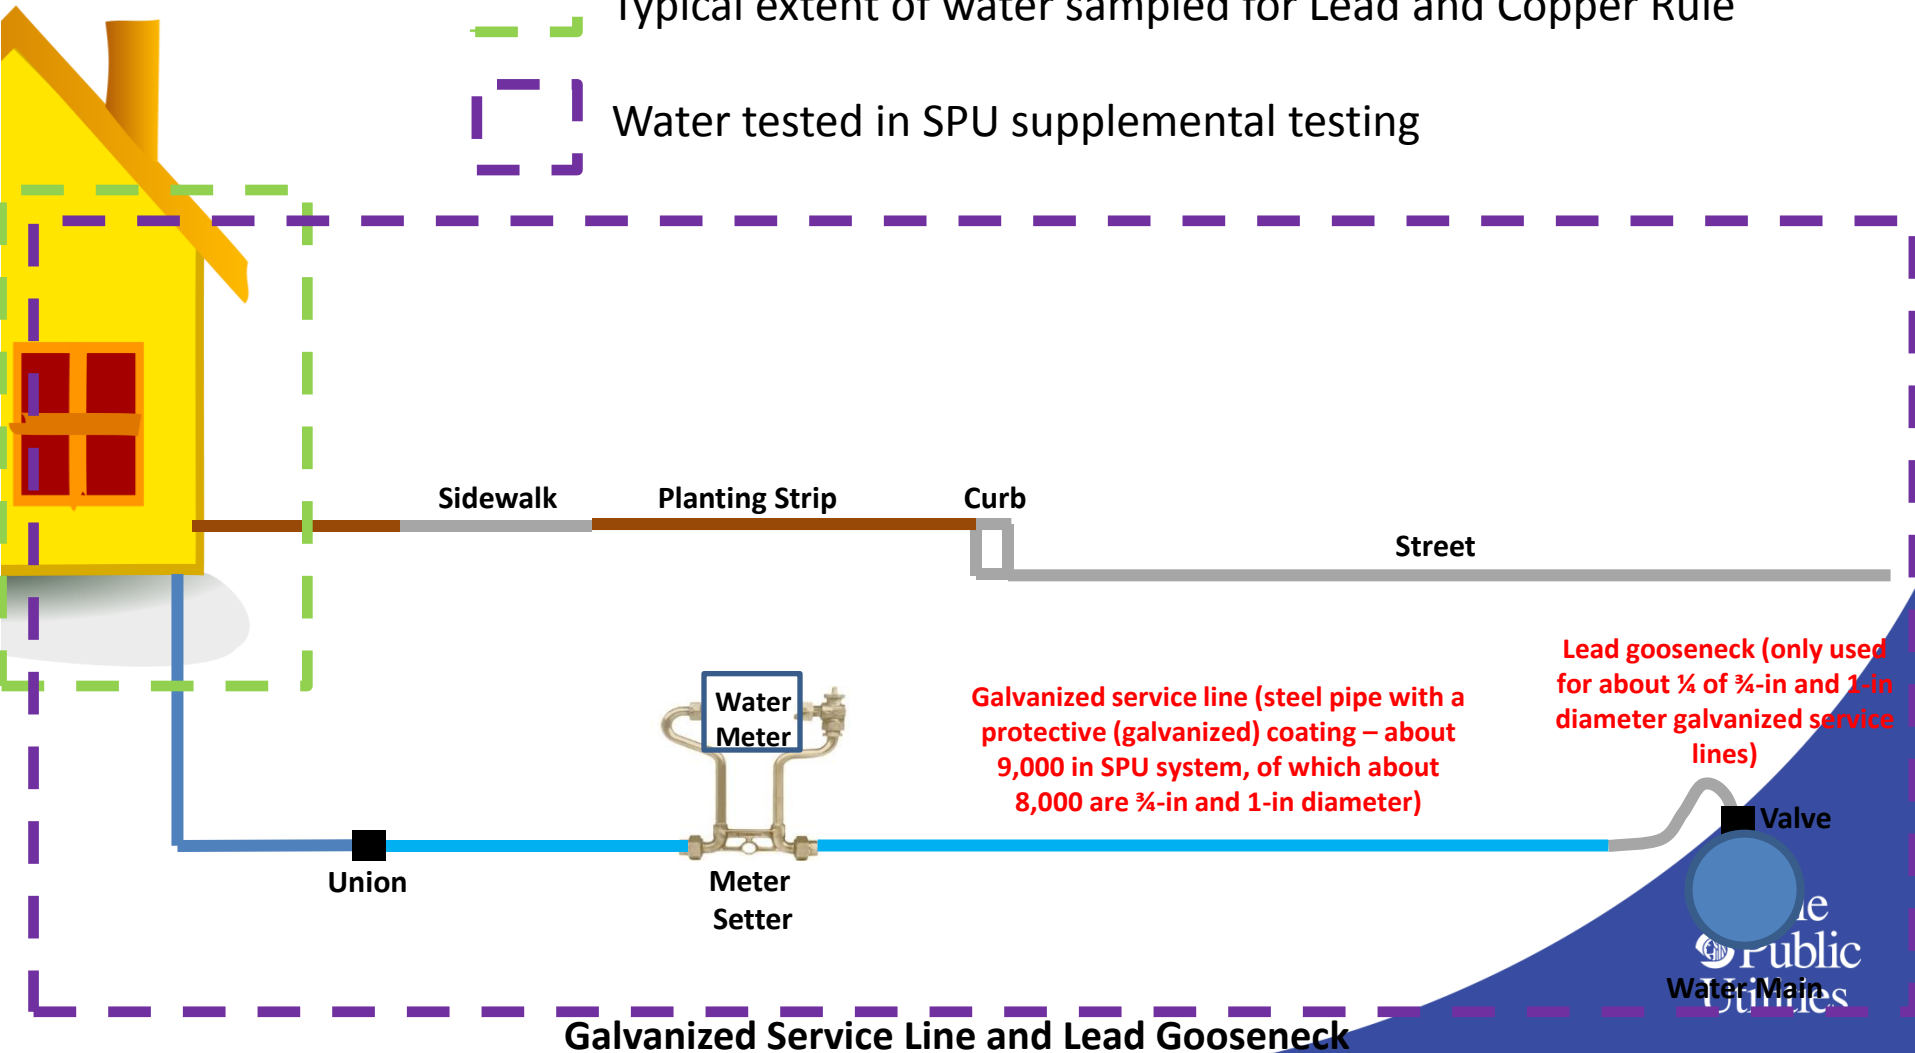 Typical extent of water sampled for Lead and Copper Rule
Water tested in SPU supplemental testing
Sidewalk
Planting Strip
Curb
Street
Lead gooseneck (only used
for about ¼ of ¾-in and 1-in
diameter galvanized service
lines)
Water
Meter
Galvanized service line (steel pipe with a
protective (galvanized) coating – about
9,000 in SPU system, of which about
8,000 are ¾-in and 1-in diameter)
Valve
Union
Meter
Setter
le
Public
Utilities
Water Main
Galvanized Service Line and Lead Gooseneck